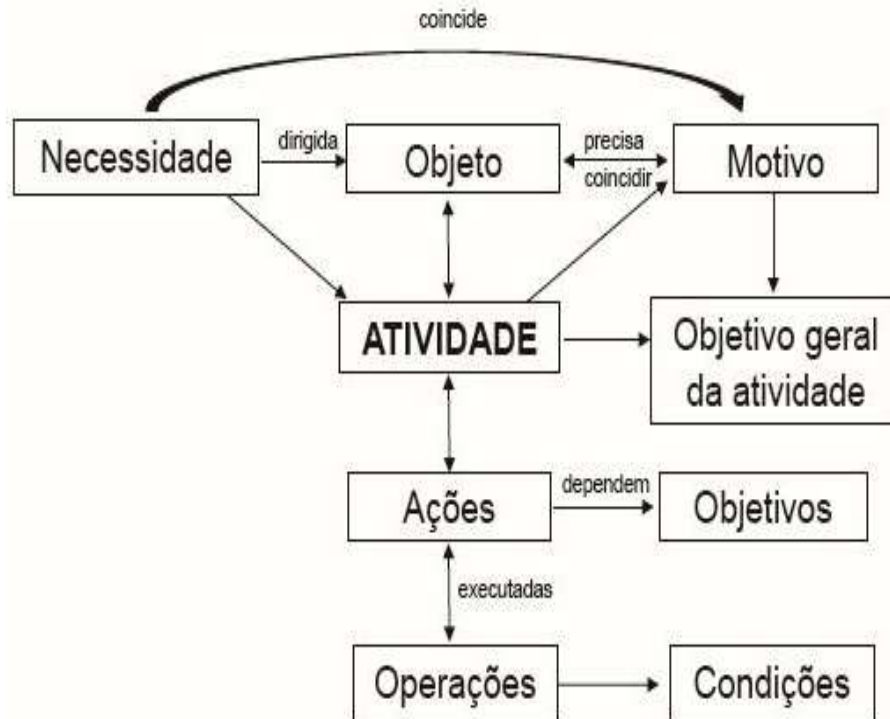 coincide
Necessidade
dirigida
Objeto
precisa
coincidir
Motivo
ATIVIDADE
Objetivo geral
da atividade
Ações
dependem
Objetivos
executadas
Operações
Condições